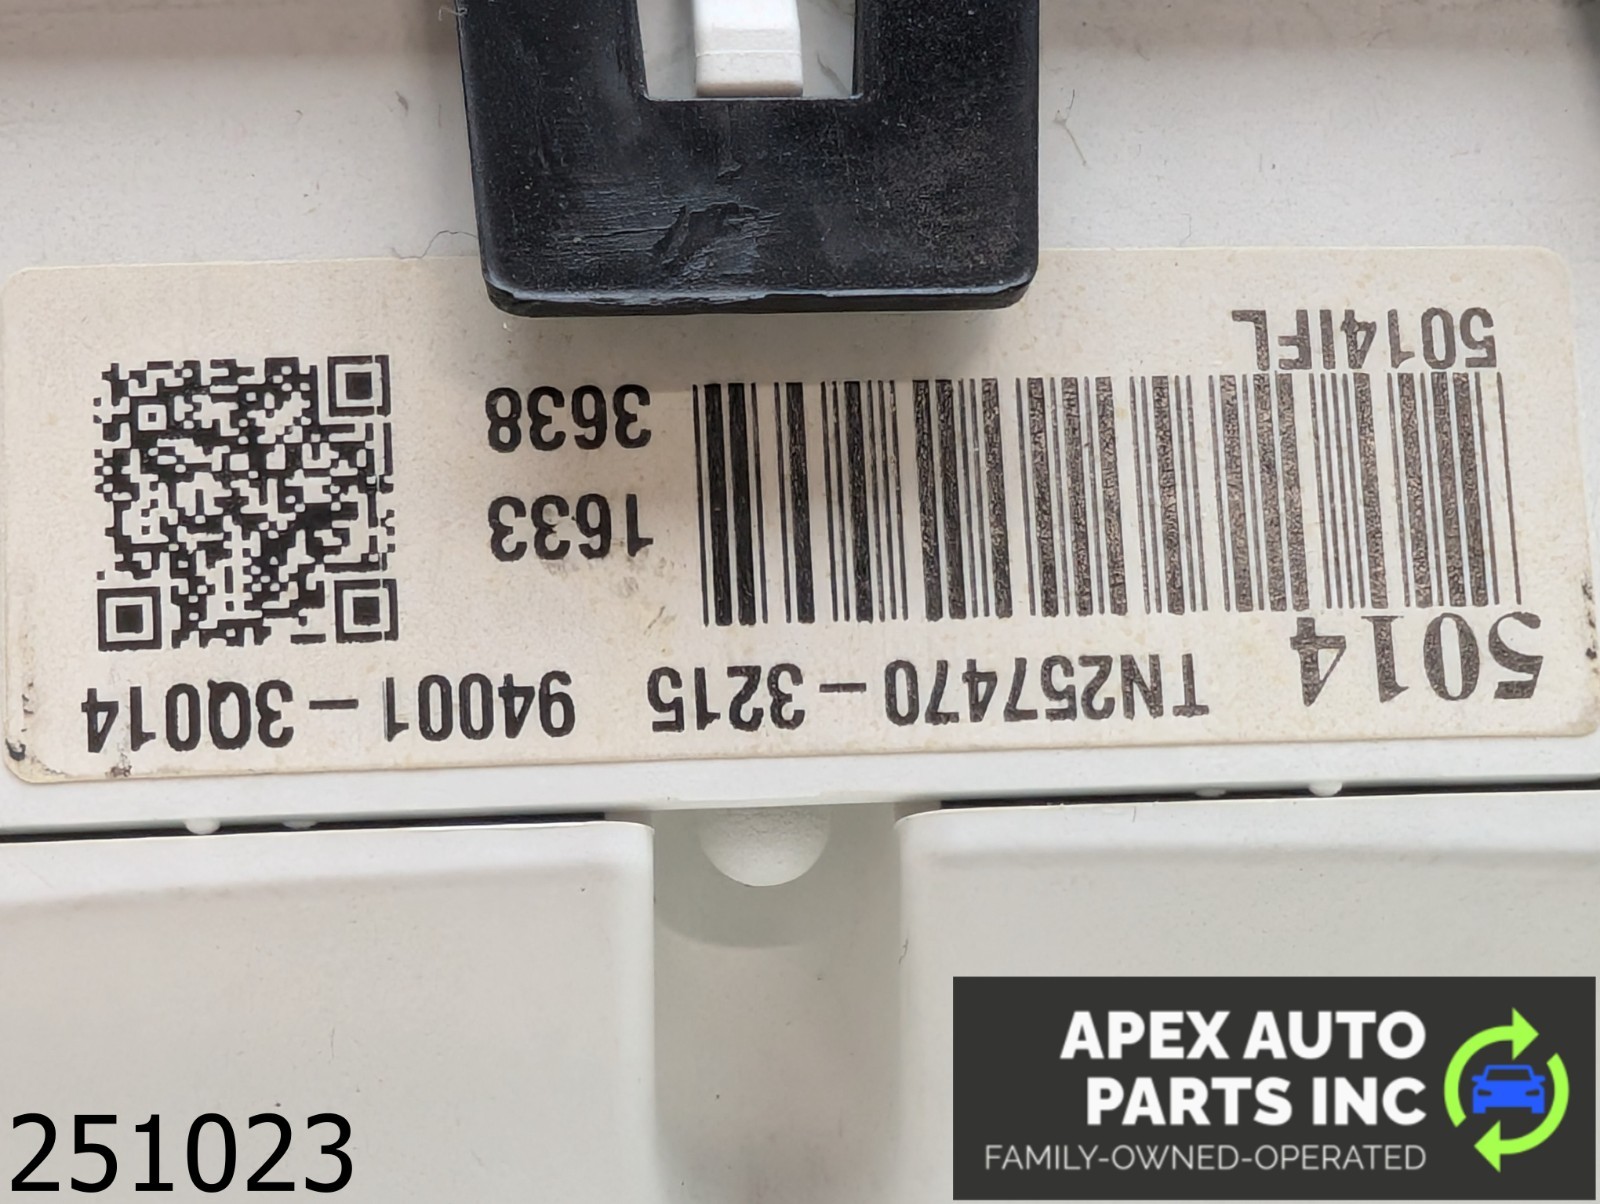 5014 TN257470-3215 94001-3Q014
1633
3638
5014IFL
APEX AUTO
PARTS INC
FAMILY-OWNED-OPERATED
251023